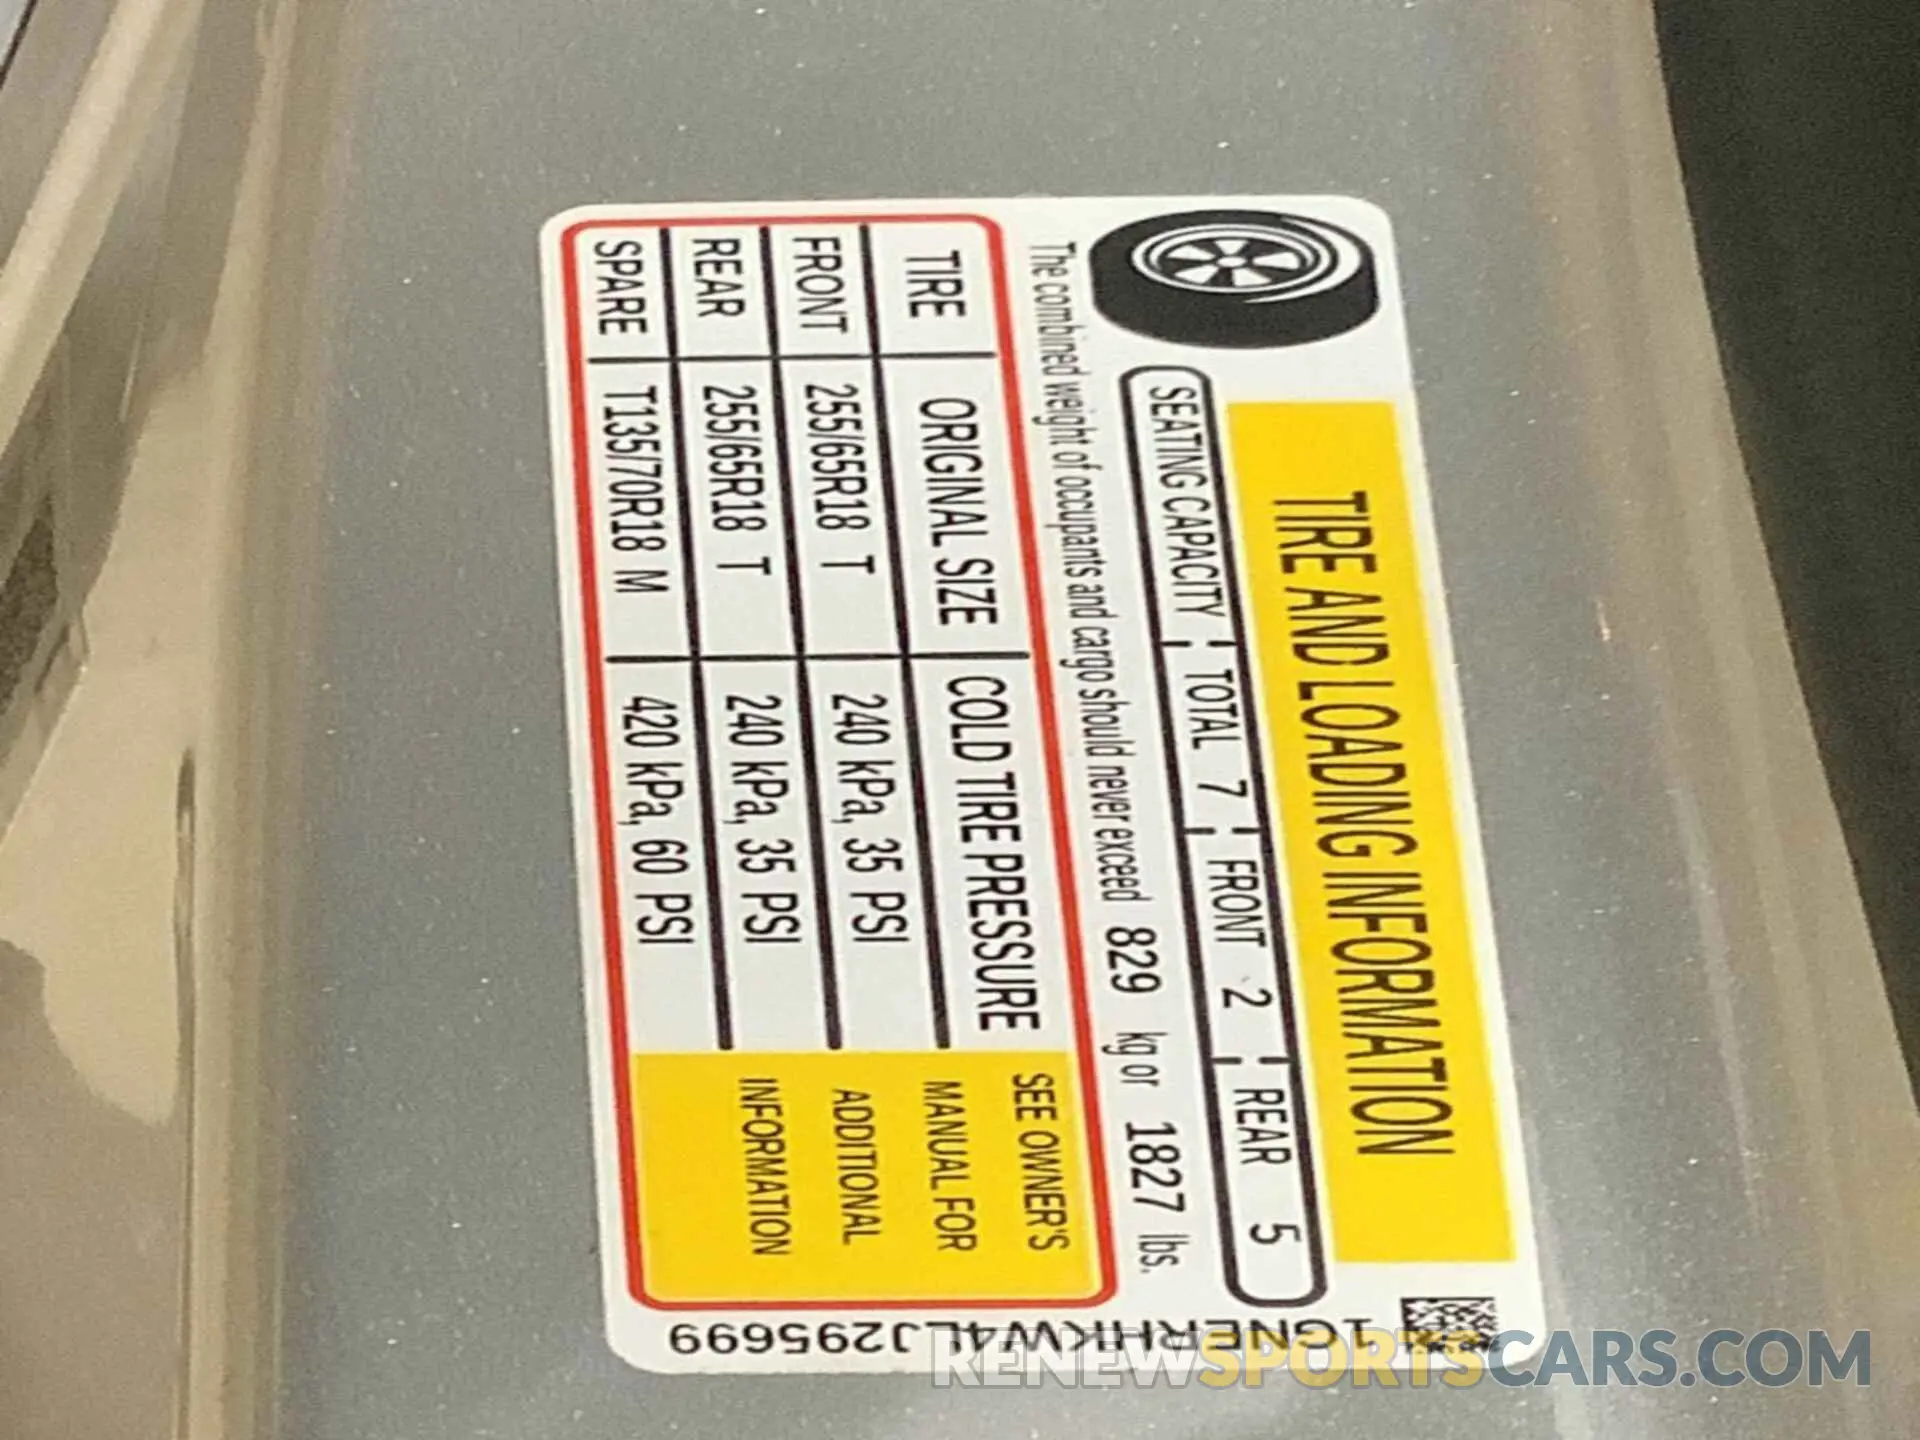 TIRE AND LOADING INFORMATION
SEATING CAPACITY TOTAL 7 FRONT 2 REAR 5
The combined weight of occupants and cargo should never exceed 829 kg or 1827 lbs.
TIRE ORIGINAL SIZE COLD TIRE PRESSURE
FRONT 255/65R18 T 240 kPa, 35 PSI
REAR 255/65R18 T 240 kPa, 35 PSI
SPARE T135/70R18 M 420 kPa, 60 PSI
SEE OWNER'S
MANUAL FOR
ADDITIONAL
INFORMATION
1GNERHKW4LJ295699
RENEWSPORTSCARS.COM